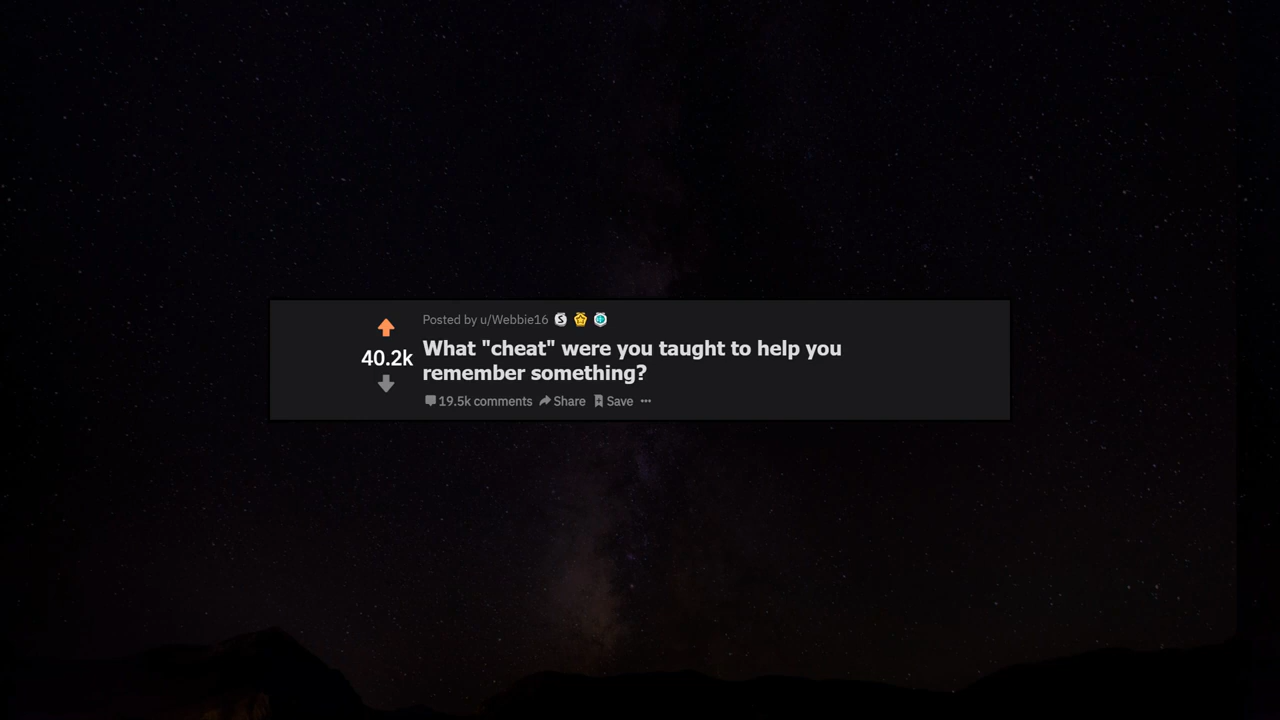 Posted by u/Webbie16
40.2k
What "cheat" were you taught to help you
remember something?
19.5k comments Share Save ...